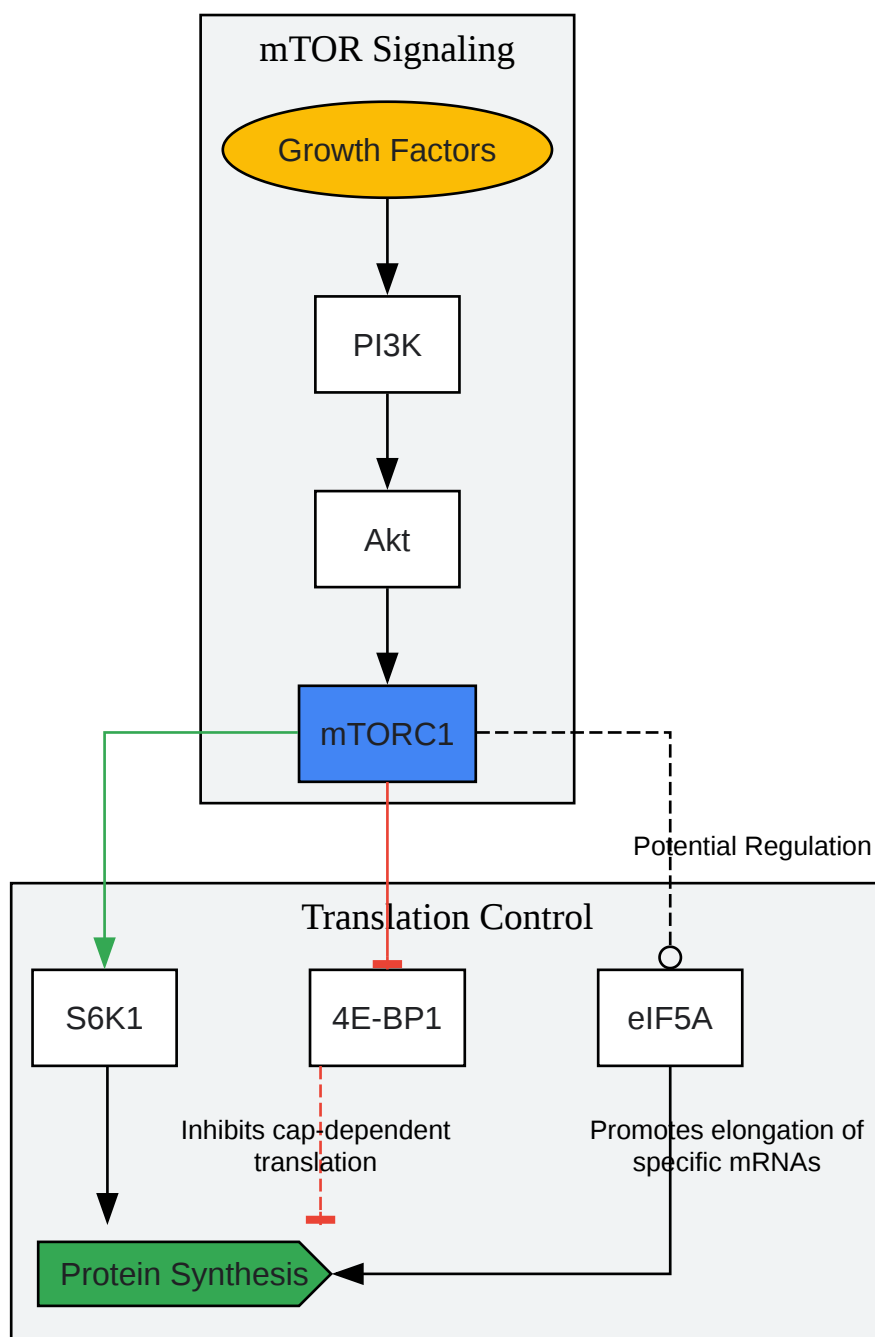 mTOR Signaling
Growth Factors
PI3K
Akt
mTORC1
Potential Regulation
Translation Control
S6K1
4E-BP1
eIF5A
Inhibits cap-dependent
translation
Promotes elongation of
specific mRNAs
Protein Synthesis